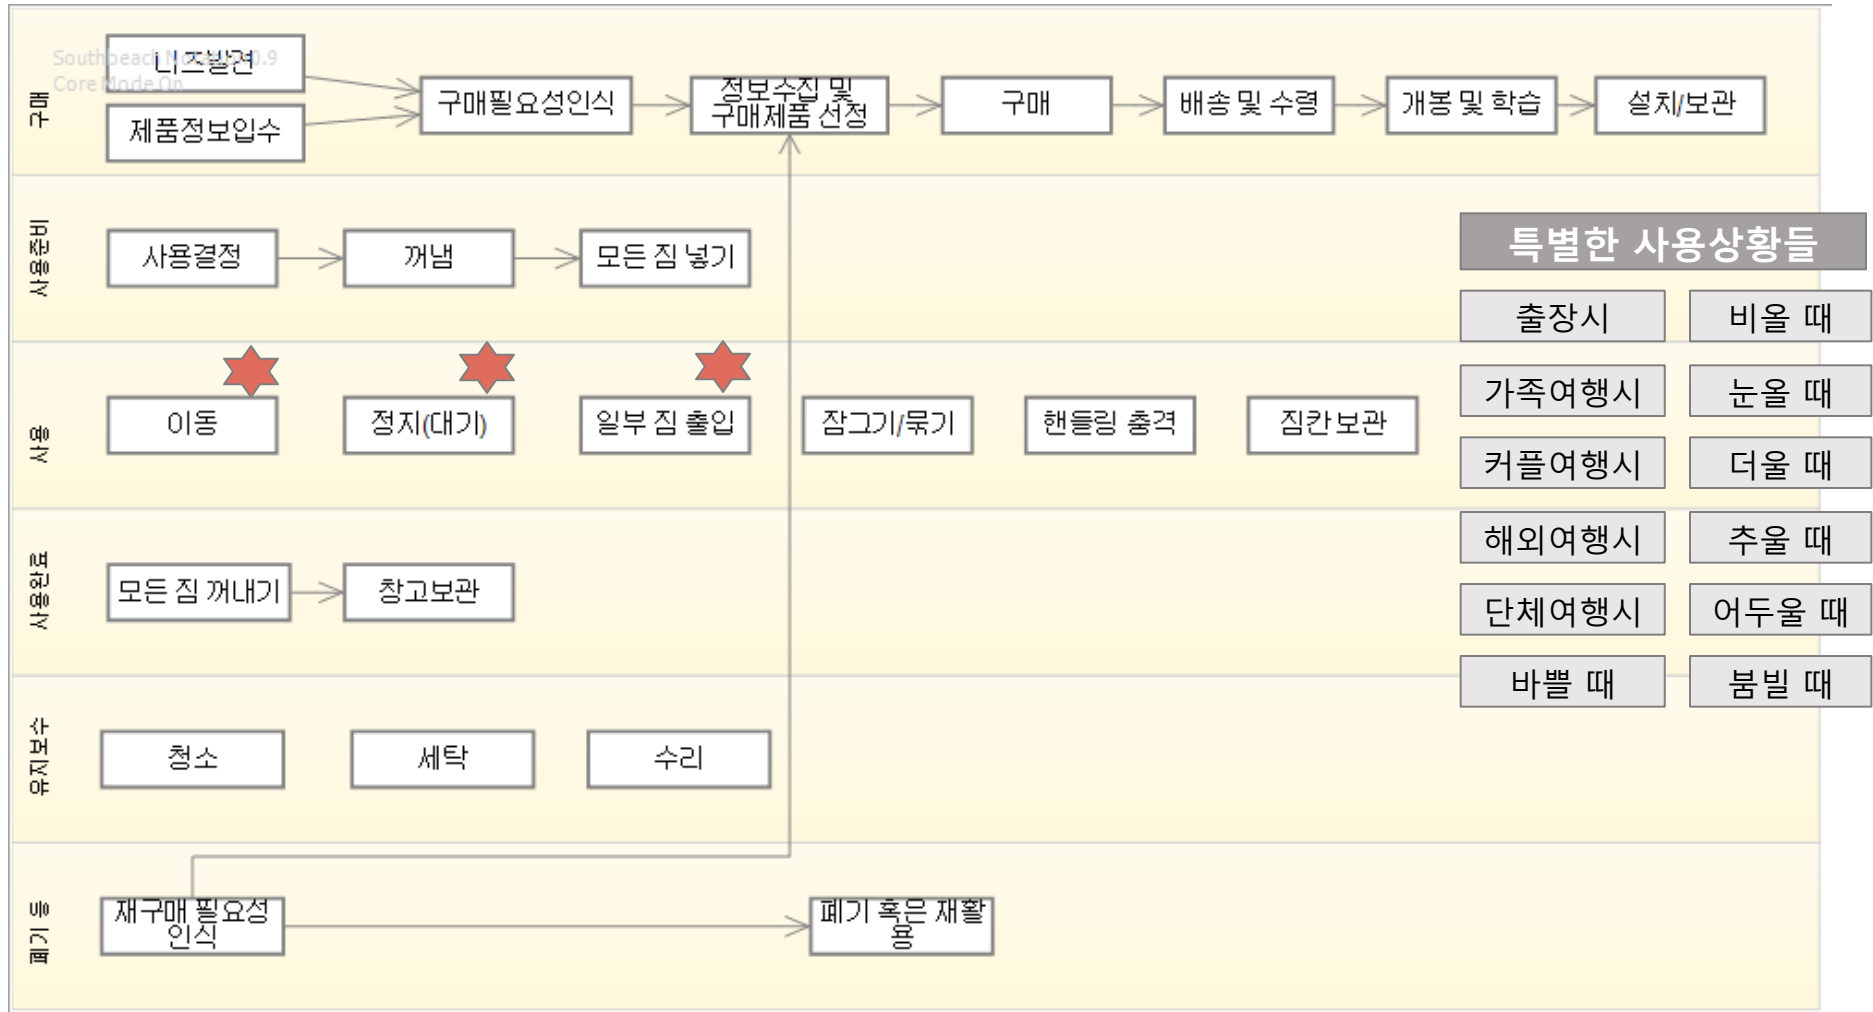 Southbeach Notation 0.9
Core Mode On
구매
니즈발견
제품정보입수
구매필요성인식
정보수집 및
구매제품 선정
구매
배송 및 수령
개봉 및 학습
설치/보관
사용준비
사용결정
꺼냄
모든 짐 넣기
사용
이동
정지(대기)
일부 짐 출입
잠그기/묶기
핸들링 충격
짐칸보관
사용완료
모든 짐 꺼내기
창고보관
유지보수
청소
세탁
수리
폐기 등
재구매 필요성
인식
폐기 혹은 재활
용
특별한 사용상황들
출장시
비올 때
가족여행시
눈올 때
커플여행시
더울 때
해외여행시
추울 때
단체여행시
어두울 때
바쁠 때
붐빌 때